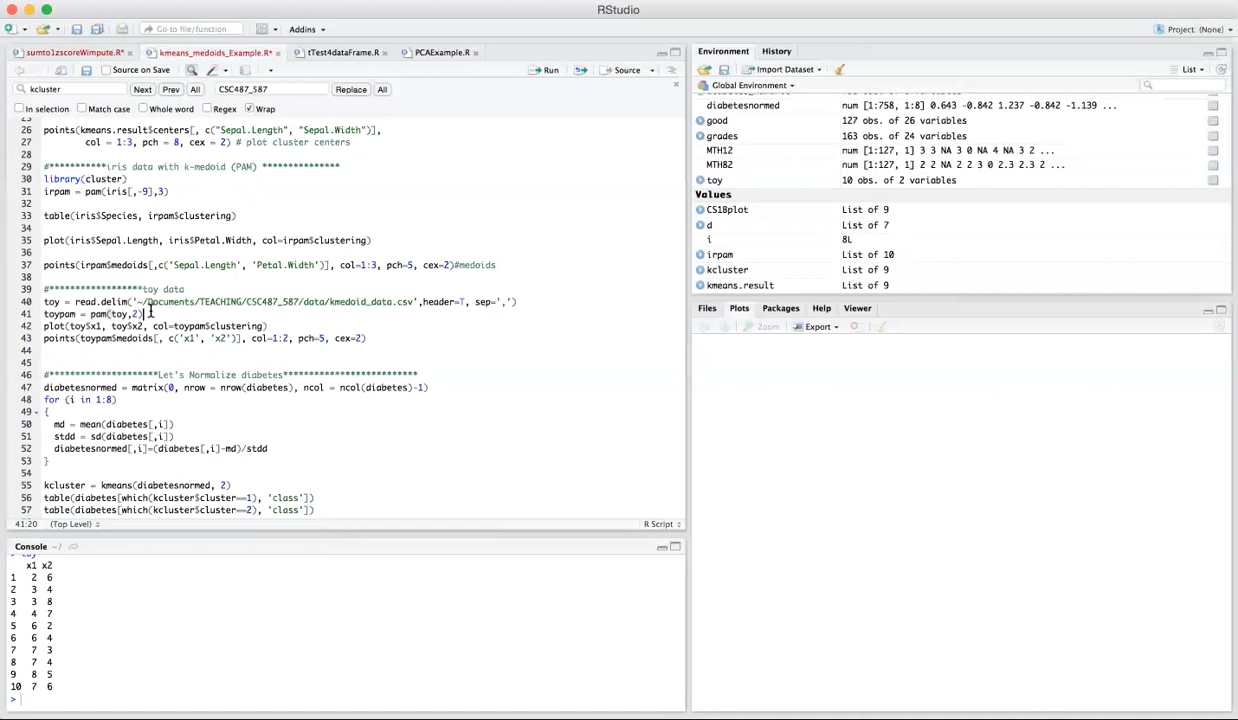 RStudio
Go to file/function
Addins
Project: (None)
sumto1zscoreWimpute.R*
kmeans_medoids_Example.R*
tTest4dataFrame.R
PCAExample.R
Source on Save
Run
Source
kcluster
Next
Prev
All
CSC487_587
Replace
All
In selection
Match case
Whole word
Regex
Wrap
26 points(kmeans.result$centers[, c("Sepal.Length", "Sepal.Width")],
27 col = 1:3, pch = 8, cex = 2) # plot cluster centers
28
29 #***********iris data with k-medoid (PAM) ***************
30 library(cluster)
31 irpam = pam(iris[,-9],3)
32
33 table(iris$Species, irpam$clustering)
34
35 plot(iris$Sepal.Length, iris$Petal.Width, col=irpam$clustering)
36
37 points(irpam$medoids[,c('Sepal.Length', 'Petal.Width')], col=1:3, pch=5, cex=2)#medoids
38
39 #******************toy data
40 toy = read.delim('~/Documents/TEACHING/CSC487_587/data/kmedoid_data.csv',header=T, sep=',')
41 toypam = pam(toy,2)
42 plot(toy$x1, toy$x2, col=toypam$clustering)
43 points(toypam$medoids[, c('x1', 'x2')], col=1:2, pch=5, cex=2)
44
45
46 #*********************Let's Normalize diabetes**************************
47 diabetesnormed = matrix(0, nrow = nrow(diabetes), ncol = ncol(diabetes)-1)
48 for (i in 1:8)
49 {
50 md = mean(diabetes[,i])
51 stdd = sd(diabetes[,i])
52 diabetesnormed[,i]=(diabetes[,i]-md)/stdd
53 }
54
55 kcluster = kmeans(diabetesnormed, 2)
56 table(diabetes[which(kcluster$cluster==1), 'class'])
57 table(diabetes[which(kcluster$cluster==2), 'class'])
41:20
(Top Level)
R Script
Console ~/
x1 x2
1 2 6
2 3 4
3 3 8
4 4 7
5 6 2
6 6 4
7 7 3
8 7 4
9 8 5
10 7 6
>
Environment
History
Import Dataset
List
Global Environment
diabetesnormed num [1:758, 1:8] 0.643 -0.842 1.237 -0.842 -1.139 ...
good 127 obs. of 26 variables
grades 163 obs. of 24 variables
MTH12 num [1:127, 1] 3 3 NA 3 0 NA 4 NA 3 2 ...
MTH82 num [1:127, 1] 2 2 NA 2 2 3 0 2.3 2.3 2 ...
toy 10 obs. of 2 variables
Values
CS1Bplot List of 9
d List of 7
i 8L
irpam List of 10
kcluster List of 9
kmeans.result List of 9
Files
Plots
Packages
Help
Viewer
Zoom
Export